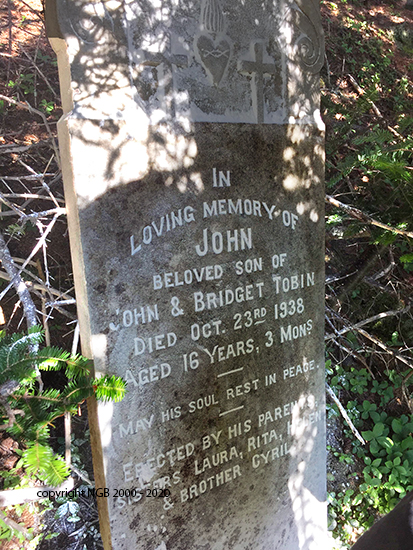 IN
LOVING MEMORY OF
JOHN
BELOVED SON OF
JOHN & BRIDGET TOBIN
DIED OCT. 23RD 1938
AGED 16 YEARS, 3 MONS
MAY HIS SOUL REST IN PEACE.
ERECTED BY HIS PARENTS
SISTERS LAURA, RITA, HELEN
& BROTHER CYRIL
copyright NGB 2000 - 2020